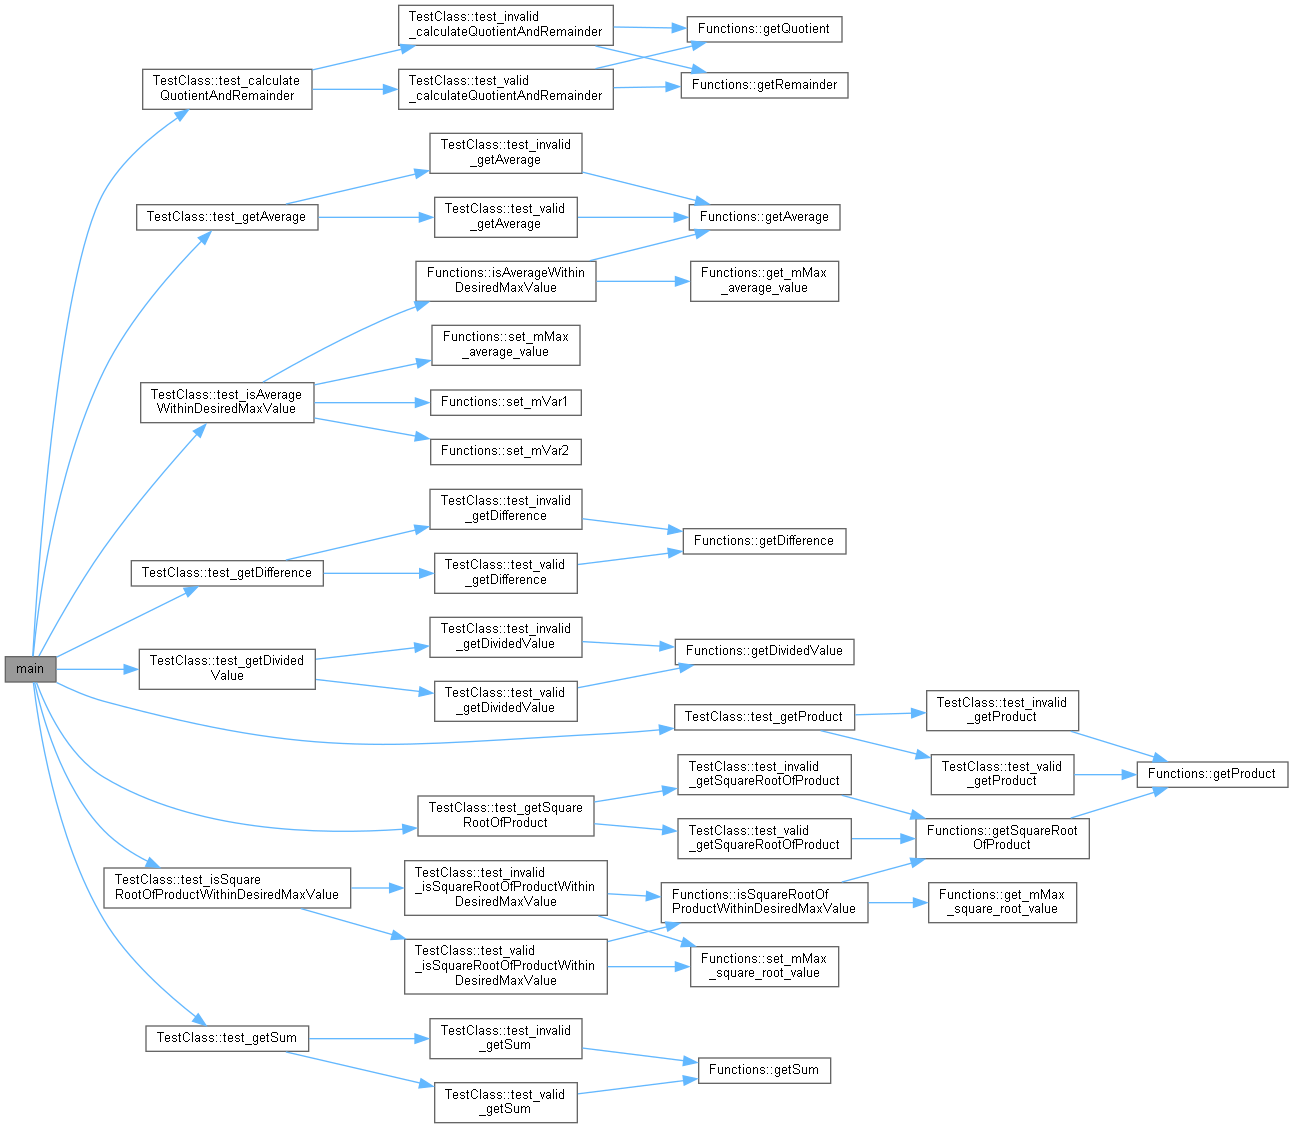 TestClass::test_invalid
_calculateQuotientAndRemainder
Functions::getQuotient
TestClass::test_calculate
QuotientAndRemainder
TestClass::test_valid
_calculateQuotientAndRemainder
Functions::getRemainder
TestClass::test_invalid
_getAverage
TestClass::test_getAverage
TestClass::test_valid
_getAverage
Functions::getAverage
Functions::isAverageWithin
DesiredMaxValue
Functions::get_mMax
_average_value
Functions::set_mMax
_average_value
TestClass::test_isAverage
WithinDesiredMaxValue
Functions::set_mVar1
Functions::set_mVar2
TestClass::test_invalid
_getDifference
Functions::getDifference
TestClass::test_getDifference
TestClass::test_valid
_getDifference
TestClass::test_invalid
_getDividedValue
Functions::getDividedValue
main
TestClass::test_getDivided
Value
TestClass::test_valid
_getDividedValue
TestClass::test_getProduct
TestClass::test_invalid
_getProduct
TestClass::test_valid
_getProduct
Functions::getProduct
TestClass::test_invalid
_getSquareRootOfProduct
TestClass::test_getSquare
RootOfProduct
TestClass::test_valid
_getSquareRootOfProduct
Functions::getSquareRoot
OfProduct
TestClass::test_isSquare
RootOfProductWithinDesiredMaxValue
TestClass::test_invalid
_isSquareRootOfProductWithin
DesiredMaxValue
Functions::isSquareRootOf
ProductWithinDesiredMaxValue
Functions::get_mMax
_square_root_value
TestClass::test_valid
_isSquareRootOfProductWithin
DesiredMaxValue
Functions::set_mMax
_square_root_value
TestClass::test_getSum
TestClass::test_invalid
_getSum
Functions::getSum
TestClass::test_valid
_getSum